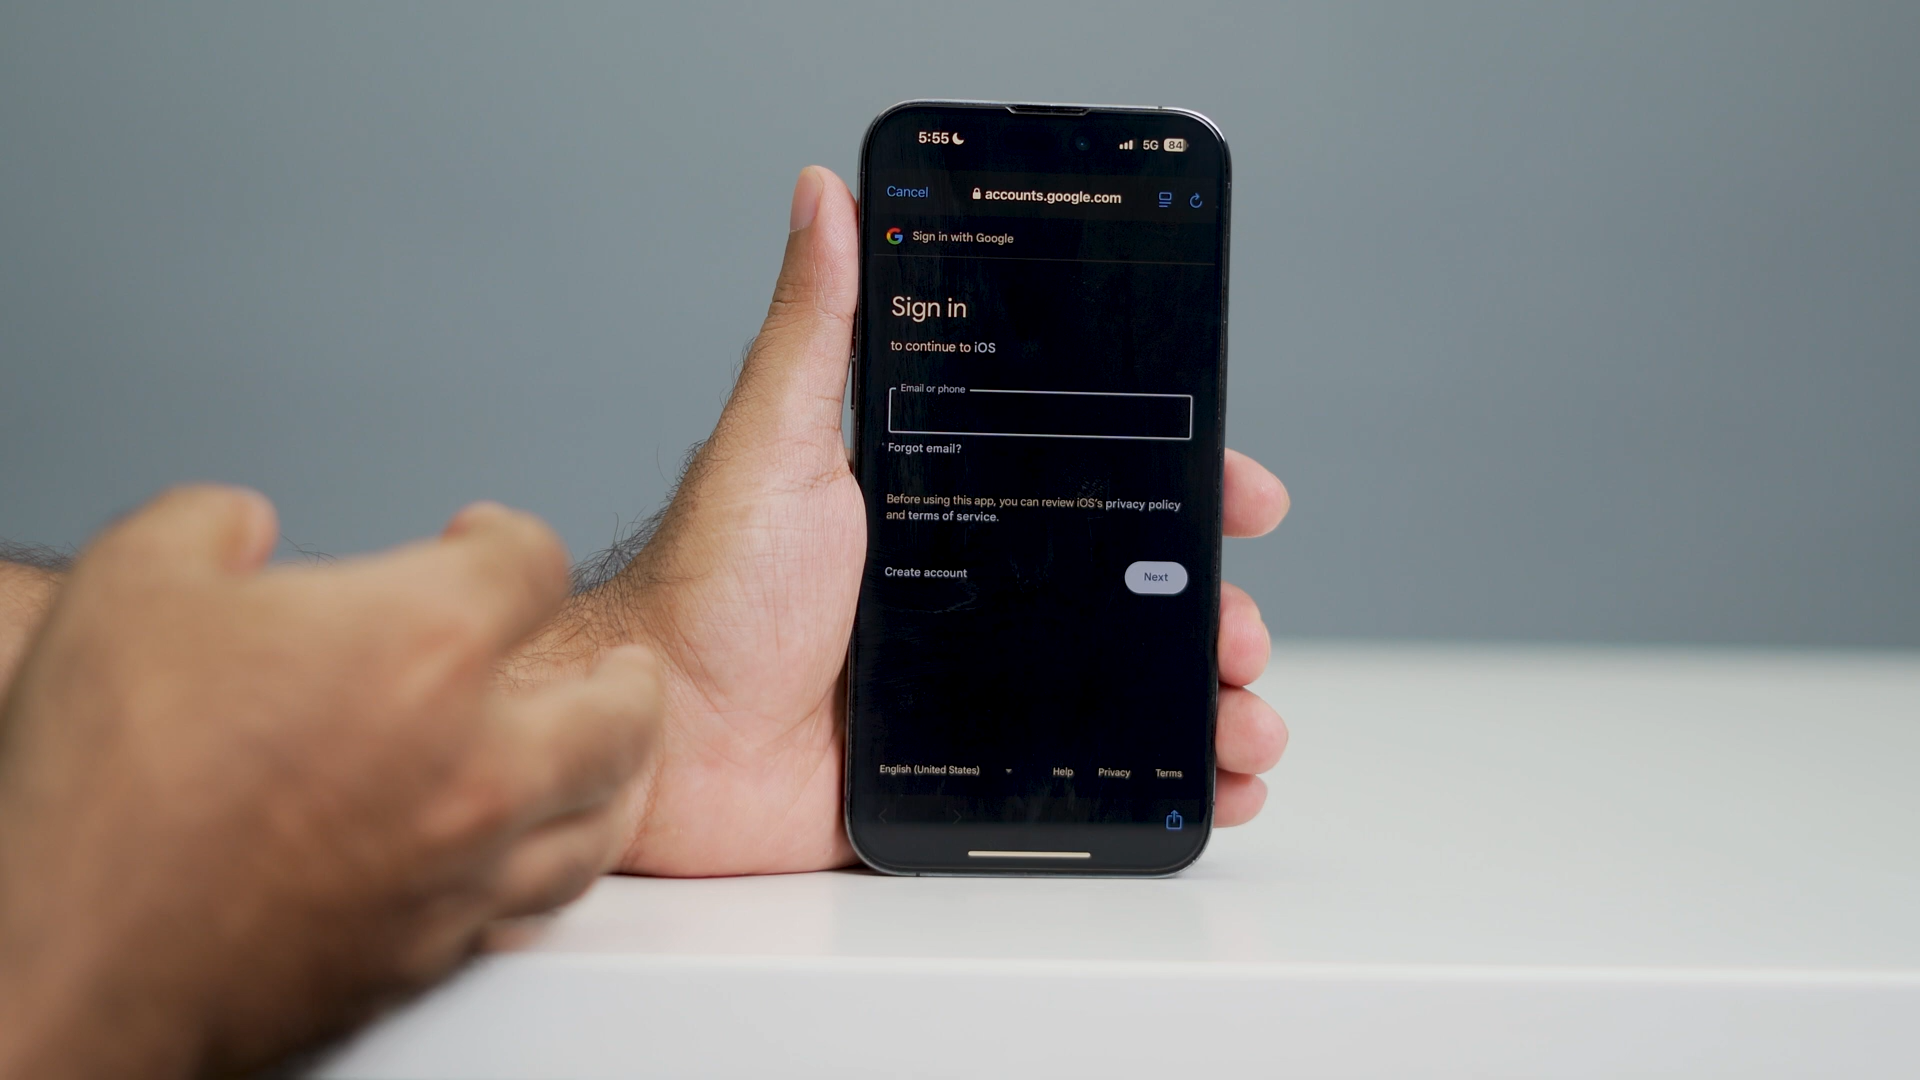 5:55
5G 84
Cancel accounts.google.com
Sign in with Google
Sign in
to continue to iOS
Email or phone
Forgot email?
Before using this app, you can review iOS's privacy policy
and terms of service.
Create account Next
English (United States) Help Privacy Terms